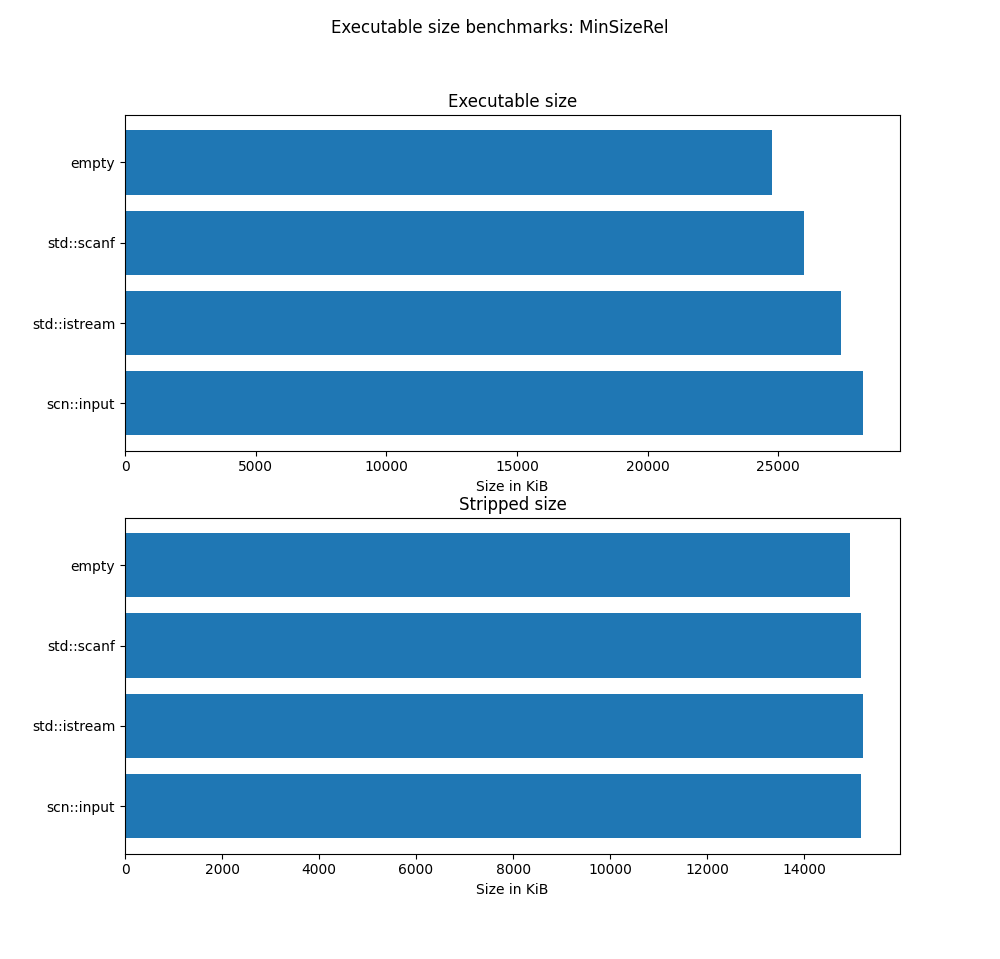 Executable size benchmarks: MinSizeRel
Executable size
empty
std::scanf
std::istream
scn::input
0 5000 10000 15000 20000 25000
Size in KiB
Stripped size
empty
std::scanf
std::istream
scn::input
0 2000 4000 6000 8000 10000 12000 14000
Size in KiB